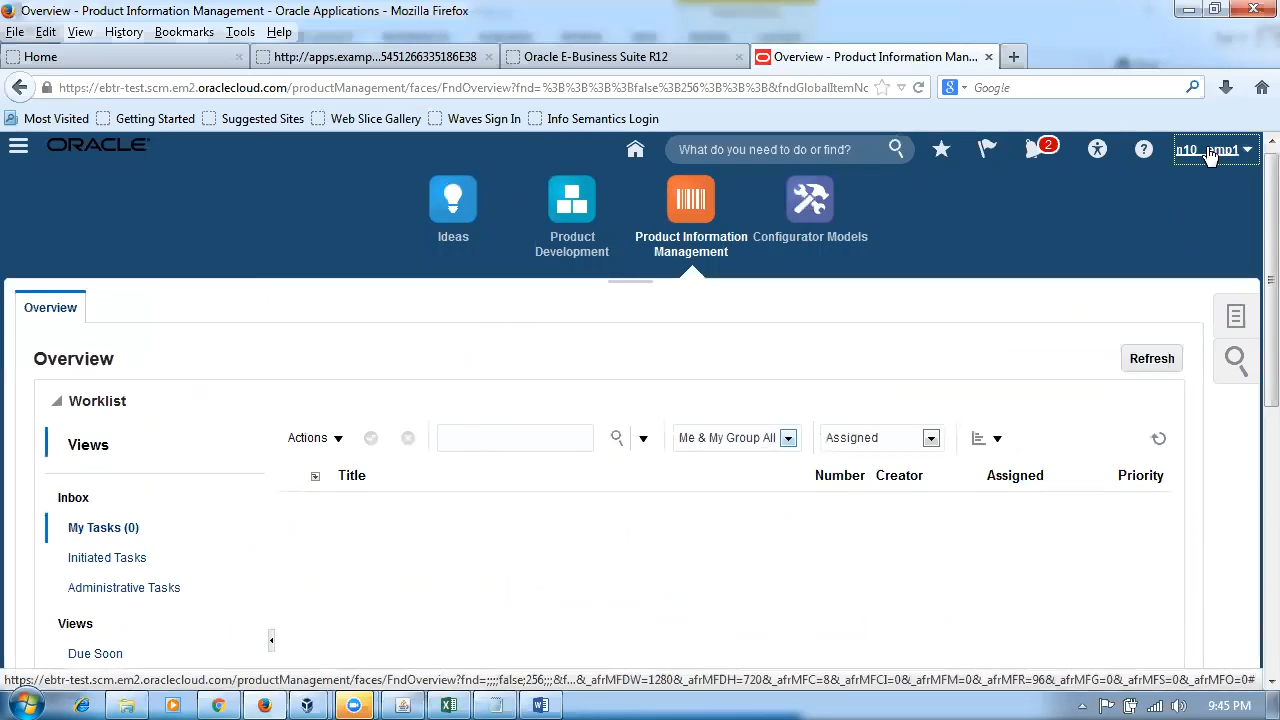 Overview - Product Information Management - Oracle Applications - Mozilla Firefox
File Edit View History Bookmarks Tools Help
Home
http://apps.examp...5451266335186E38
Oracle E-Business Suite R12
Overview - Product Information Man...
https://ebtr-test.scm.em2.oraclecloud.com/productManagement/faces/FndOverview?fnd=%3B%3B%3B%3Bfalse%3B256%3B%3B%3B&fndGlobalItemNo
Google
Most Visited Getting Started Suggested Sites Web Slice Gallery Waves Sign In Info Semantics Login
ORACLE
What do you need to do or find?
2
Ideas
Product Development
Product Information Management
Configurator Models
Overview
Overview
Refresh
Worklist
Views
Actions
Me & My Group All
Assigned
Title Number Creator Assigned Priority
Inbox
My Tasks (0)
Initiated Tasks
Administrative Tasks
Views
Due Soon
https://ebtr-test.scm.em2.oraclecloud.com/productManagement/faces/FndOverview?fnd=;;;;false;256;;;&f...&_afrMFDW=1280&_afrMFDH=720&_afrMFC=8&_afrMFCI=0&_afrMFM=0&_afrMFR=96&_afrMFG=0&_afrMFS=0&_afrMFO=0#
9:45 PM